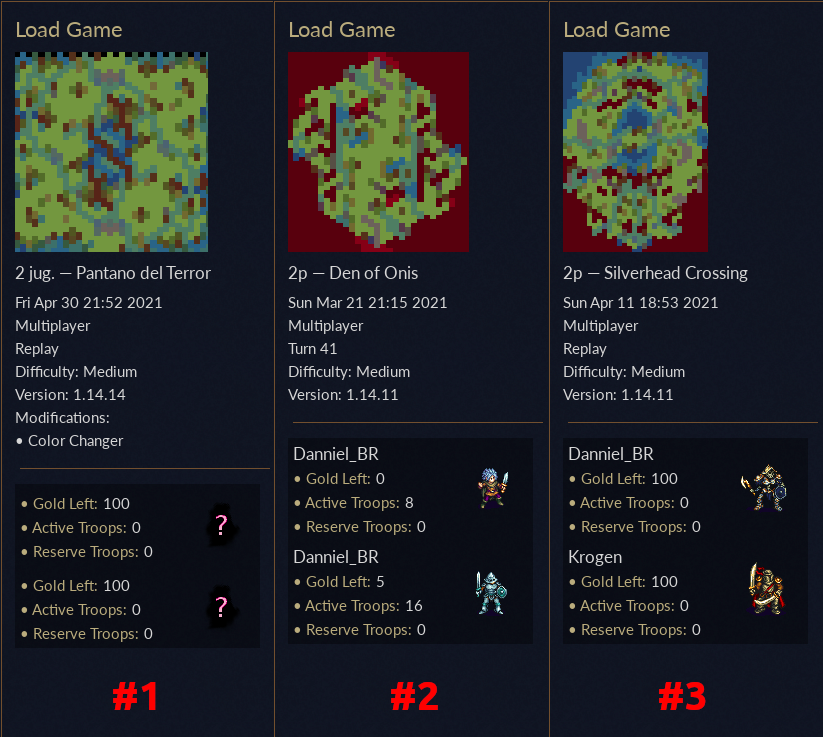 Load Game
2 jug. — Pantano del Terror
Fri Apr 30 21:52 2021
Multiplayer
Replay
Difficulty: Medium
Version: 1.14.14
Modifications:
• Color Changer
• Gold Left: 100
• Active Troops: 0
• Reserve Troops: 0
?
• Gold Left: 100
• Active Troops: 0
• Reserve Troops: 0
?
#1
Load Game
2p — Den of Onis
Sun Mar 21 21:15 2021
Multiplayer
Turn 41
Difficulty: Medium
Version: 1.14.11
Danniel_BR
• Gold Left: 0
• Active Troops: 8
• Reserve Troops: 0
Danniel_BR
• Gold Left: 5
• Active Troops: 16
• Reserve Troops: 0
#2
Load Game
2p — Silverhead Crossing
Sun Apr 11 18:53 2021
Multiplayer
Replay
Difficulty: Medium
Version: 1.14.11
Danniel_BR
• Gold Left: 100
• Active Troops: 0
• Reserve Troops: 0
Krogen
• Gold Left: 100
• Active Troops: 0
• Reserve Troops: 0
#3